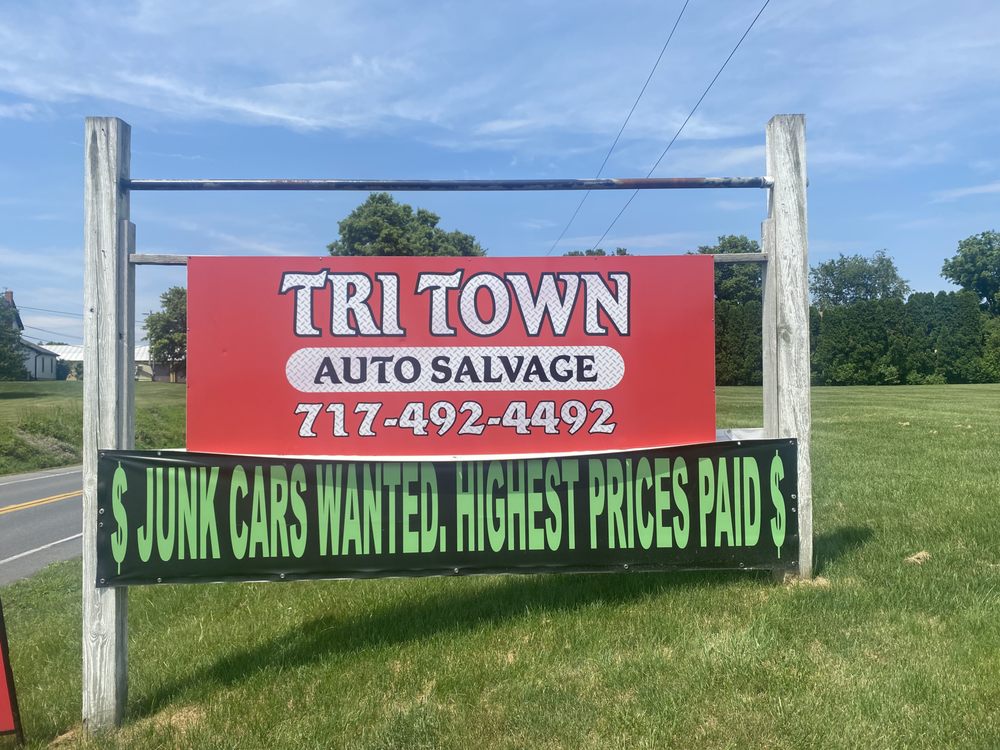 TRI TOWN
AUTO SALVAGE
717-492-4492
$ JUNK CARS WANTED. HIGHEST PRICES PAID $